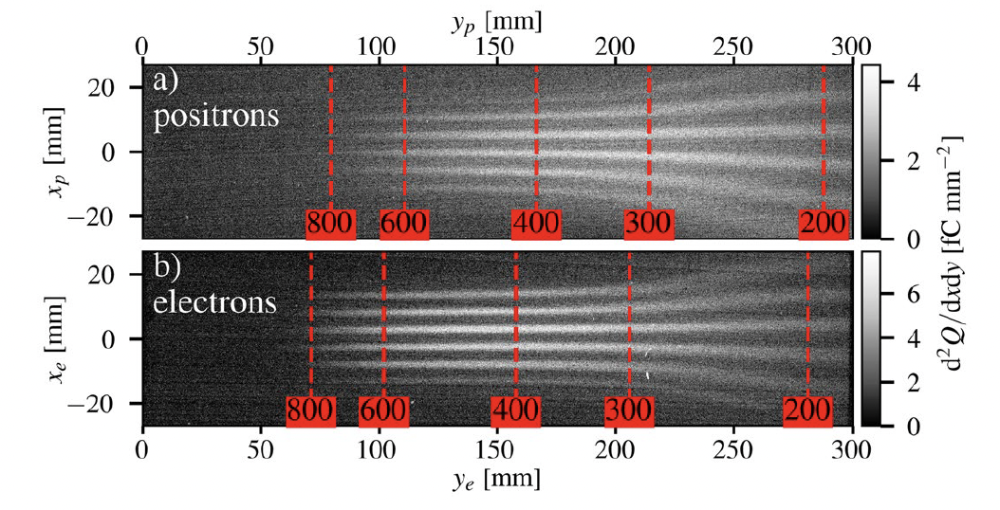 y_p [mm]
0 50 100 150 200 250 300
a)
positrons
20
0
−20
x_p [mm]
800 600 400 300 200
4
2
0
b)
electrons
20
0
−20
x_e [mm]
800 600 400 300 200
6
4
2
0
d²Q/dxdy [fC mm⁻²]
0 50 100 150 200 250 300
y_e [mm]